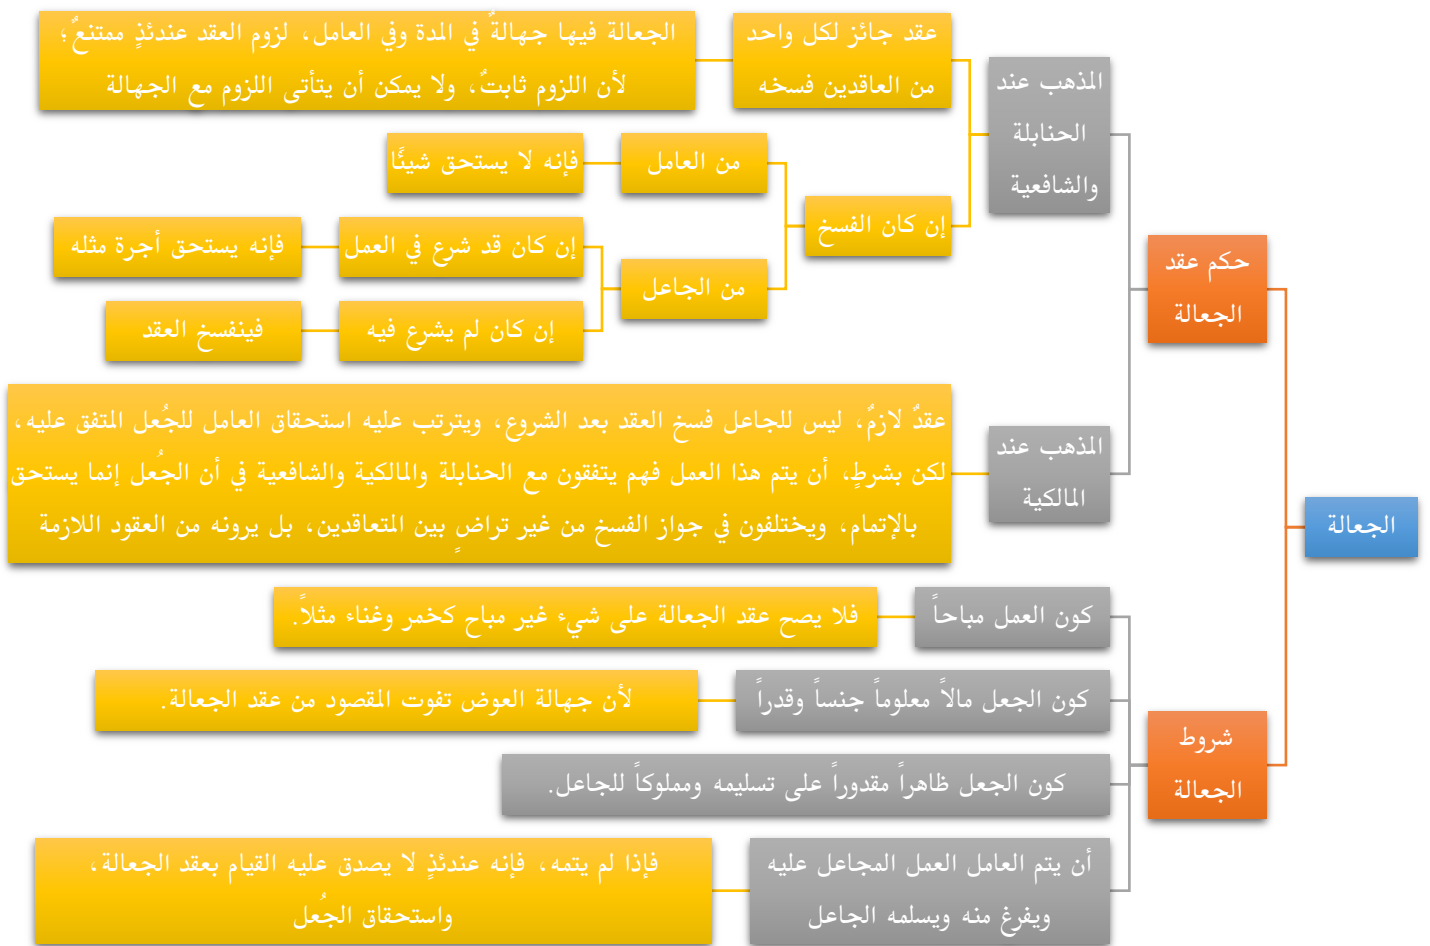 الجعالة
حكم عقد
الجعالة
المذهب عند
الحنابلة
والشافعية
عقد جائز لكل واحد
من العاقدين فسخه
الجعالة فيها جهالةٌ في المدة وفي العامل، لزوم العقد عندئذٍ ممتنعٌ؛
لأن اللزوم ثابتٌ، ولا يمكن أن يتأتى اللزوم مع الجهالة
إن كان الفسخ
من العامل
فإنه لا يستحق شيئًا
من الجاعل
إن كان قد شرع في العمل
فإنه يستحق أجرة مثله
إن كان لم يشرع فيه
فينفسخ العقد
المذهب عند
المالكية
عقدٌ لازمٌ، ليس للجاعل فسخ العقد بعد الشروع، ويترتب عليه استحقاق العامل للجُعل المتفق عليه،
لكن بشرطٍ، أن يتم هذا العمل فهم يتفقون مع الحنابلة والمالكية والشافعية في أن الجُعل إنما يستحق
بالإتمام، ويختلفون في جواز الفسخ من غير تراضٍ بين المتعاقدين، بل يرونه من العقود اللازمة
شروط
الجعالة
كون العمل مباحاً
فلا يصح عقد الجعالة على شيء غير مباح كخمر وغناء مثلاً.
كون الجعل مالاً معلوماً جنساً وقدراً
لأن جهالة العوض تفوت المقصود من عقد الجعالة.
كون الجعل ظاهراً مقدوراً على تسليمه ومملوكاً للجاعل.
أن يتم العامل العمل المجاعل عليه
ويفرغ منه ويسلمه الجاعل
فإذا لم يتمه، فإنه عندئذٍ لا يصدق عليه القيام بعقد الجعالة،
واستحقاق الجُعل